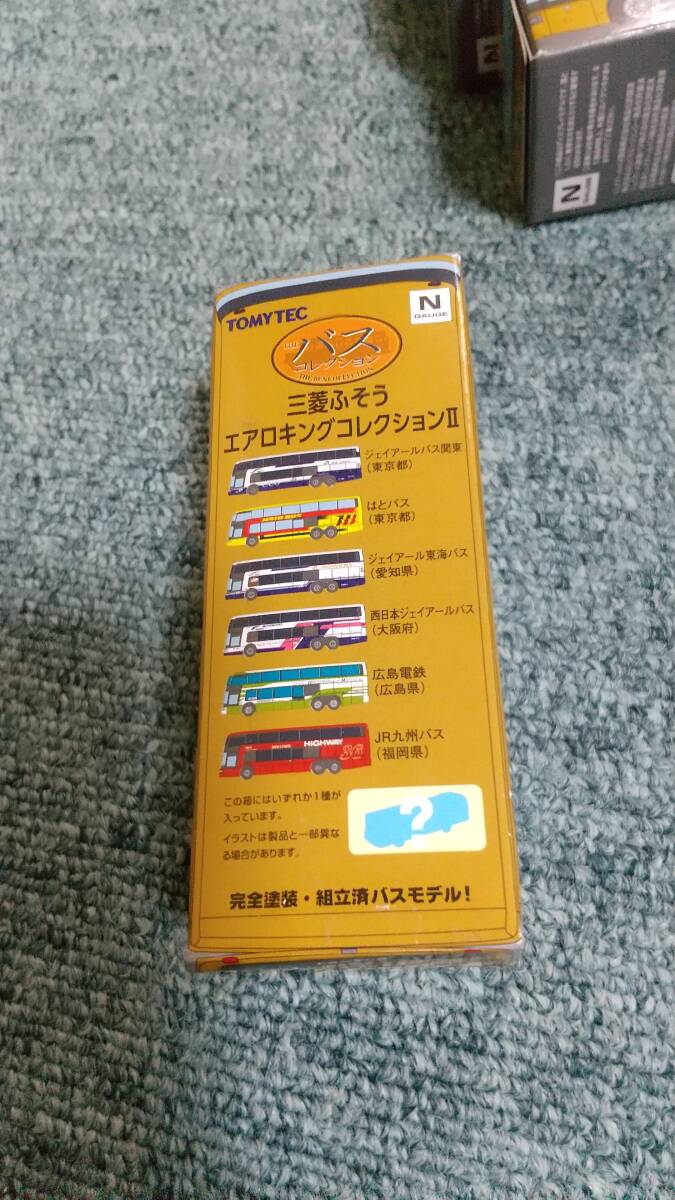 TOMYTEC
N
GAUGE
THE
バス
コレクション
THE BUS COLLECTION
三菱ふそう
エアロキングコレクションII
ジェイアールバス関東
(東京都)
はとバス
(東京都)
ジェイアール東海バス
(愛知県)
西日本ジェイアールバス
(大阪府)
広島電鉄
(広島県)
HIGHWAY
JR九州バス
(福岡県)
この箱にはいずれか1種が
入っています。
イラストは製品と一部異な
る場合があります。
?
完全塗装・組立済バスモデル!
N
N